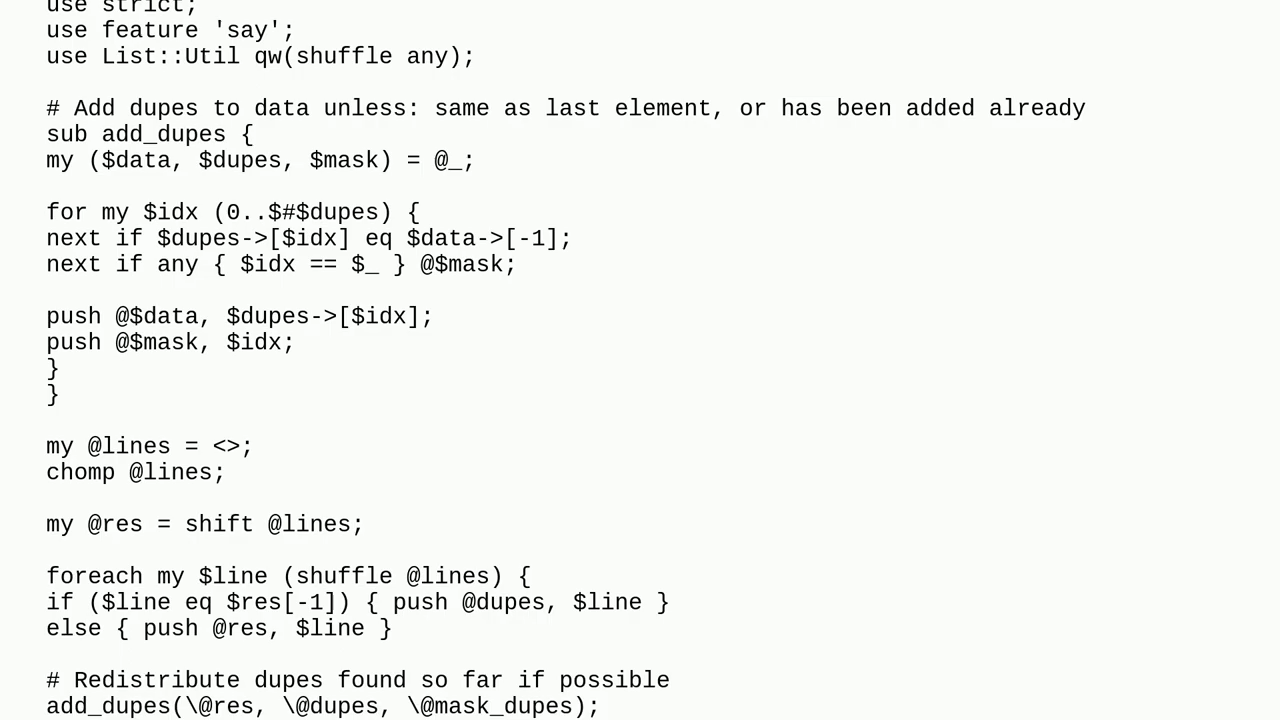 use strict;
use feature 'say';
use List::Util qw(shuffle any);
# Add dupes to data unless: same as last element, or has been added already
sub add_dupes {
my ($data, $dupes, $mask) = @_;
for my $idx (0..$#$dupes) {
next if $dupes->[$idx] eq $data->[-1];
next if any { $idx == $_ } @$mask;
push @$data, $dupes->[$idx];
push @$mask, $idx;
}
}
my @lines = <>;
chomp @lines;
my @res = shift @lines;
foreach my $line (shuffle @lines) {
if ($line eq $res[-1]) { push @dupes, $line }
else { push @res, $line }
# Redistribute dupes found so far if possible
add_dupes(\@res, \@dupes, \@mask_dupes);